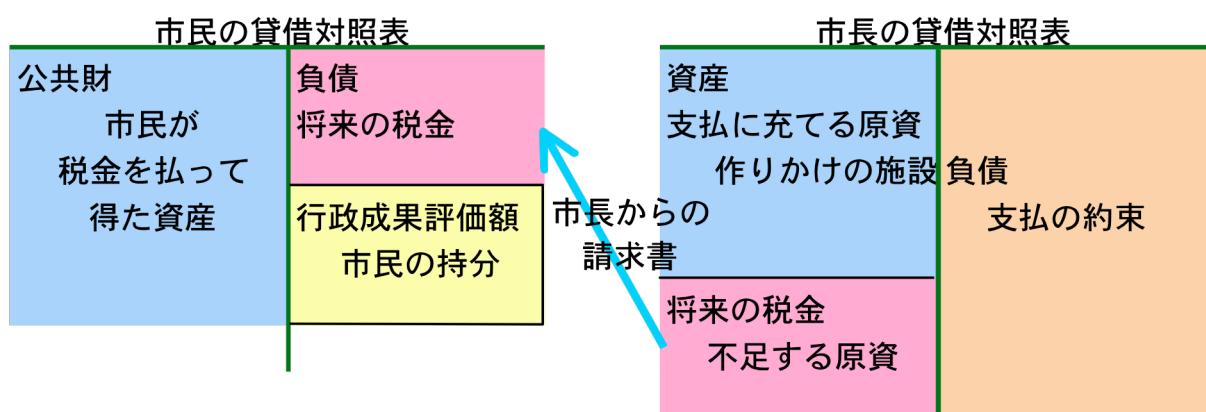 市民の貸借対照表
公共財
市民が
税金を払って
得た資産
負債
将来の税金
行政成果評価額
市民の持分
市長からの
請求書
市長の貸借対照表
資産
支払に充てる原資
作りかけの施設
将来の税金
不足する原資
負債
支払の約束